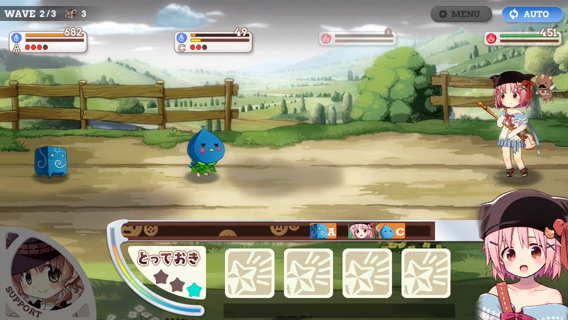 WAVE 2/3 3
MENU
AUTO
682
A
49
C
451
A
C
とっておき
SUPPORT